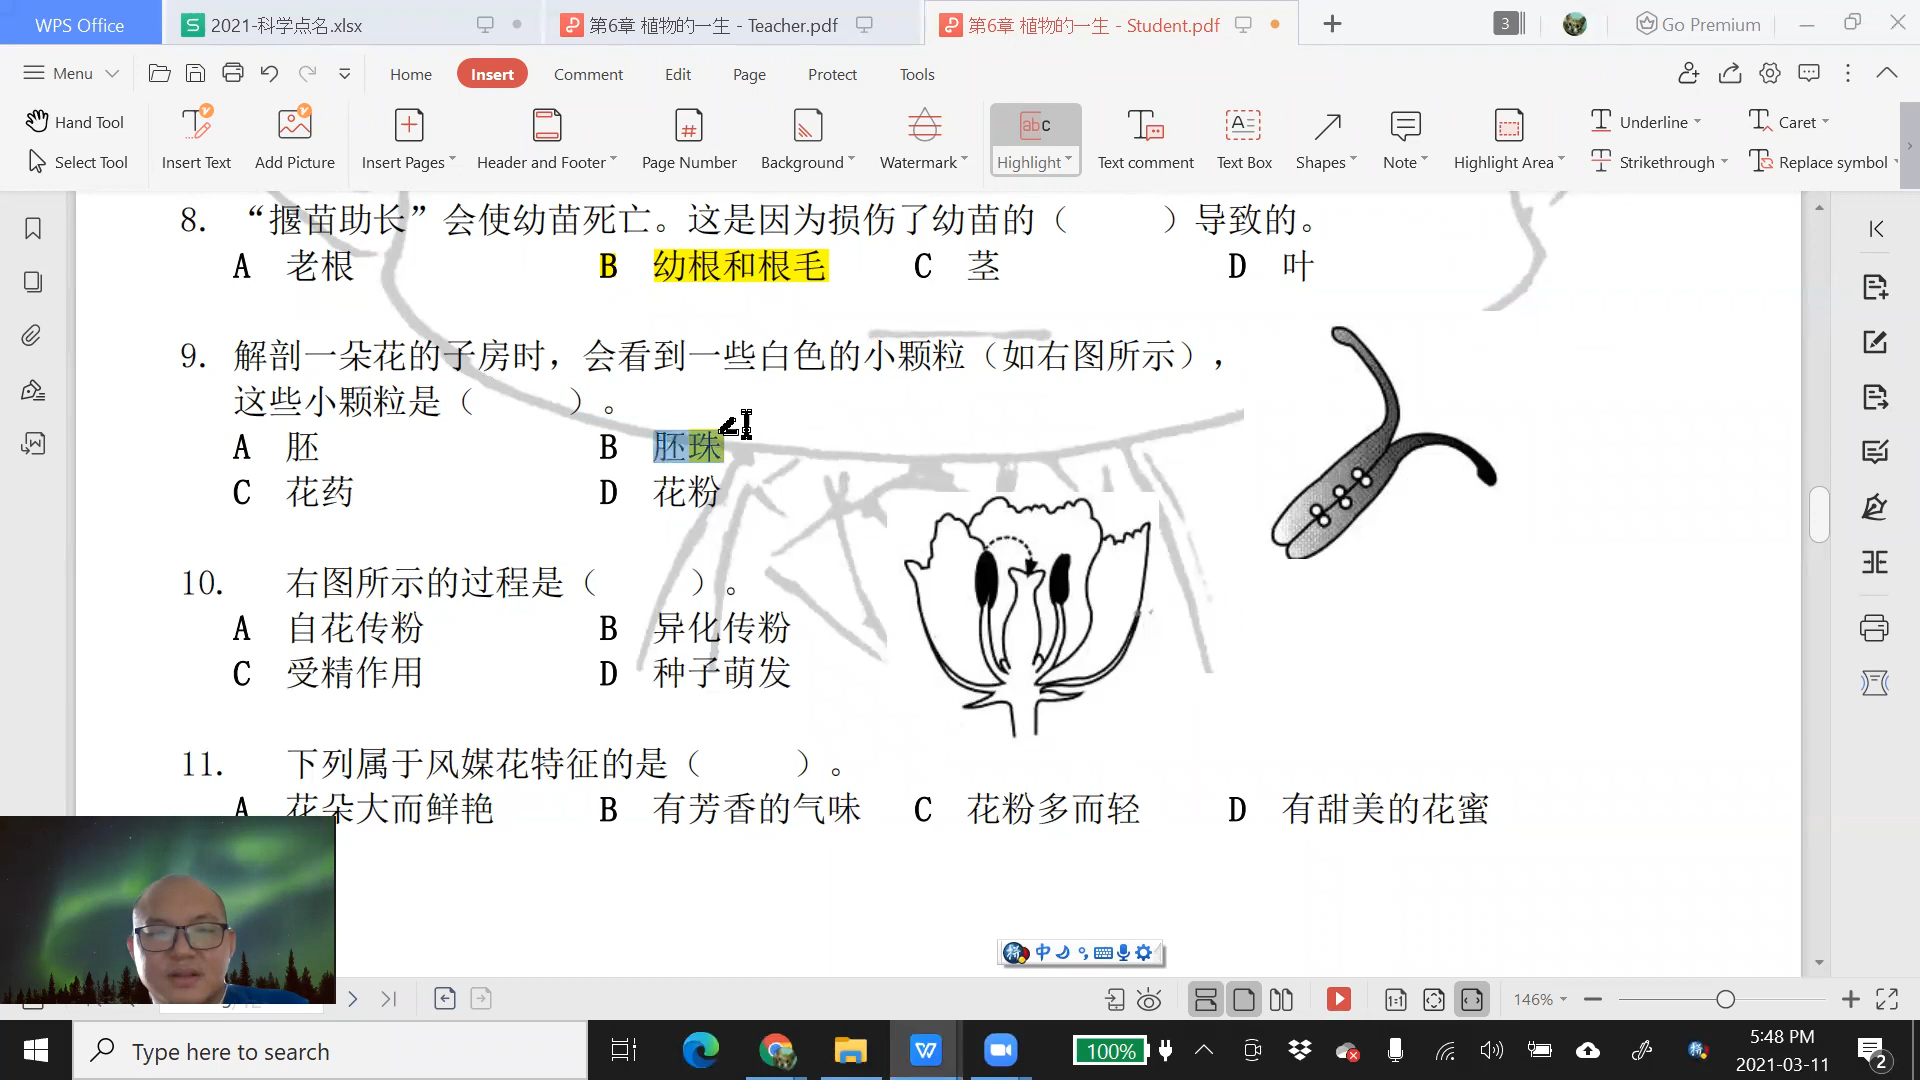 WPS Office
2021-科学点名.xlsx
第6章 植物的一生 - Teacher.pdf
第6章 植物的一生 - Student.pdf
3
Go Premium
Menu
Home
Insert
Comment
Edit
Page
Protect
Tools
Hand Tool
Select Tool
Insert Text
Add Picture
Insert Pages
Header and Footer
Page Number
Background
Watermark
Highlight
Text comment
Text Box
Shapes
Note
Highlight Area
Underline
Strikethrough
Caret
Replace symbol
8. “揠苗助长”会使幼苗死亡。这是因为损伤了幼苗的（ ）导致的。
A 老根 B 幼根和根毛 C 茎 D 叶
9. 解剖一朵花的子房时，会看到一些白色的小颗粒（如右图所示），
这些小颗粒是（ ）。
A 胚 B 胚珠
C 花药 D 花粉
10. 右图所示的过程是（ ）。
A 自花传粉 B 异化传粉
C 受精作用 D 种子萌发
11. 下列属于风媒花特征的是（ ）。
A 花朵大而鲜艳 B 有芳香的气味 C 花粉多而轻 D 有甜美的花蜜
中
146%
Type here to search
100%
5:48 PM
2021-03-11
2